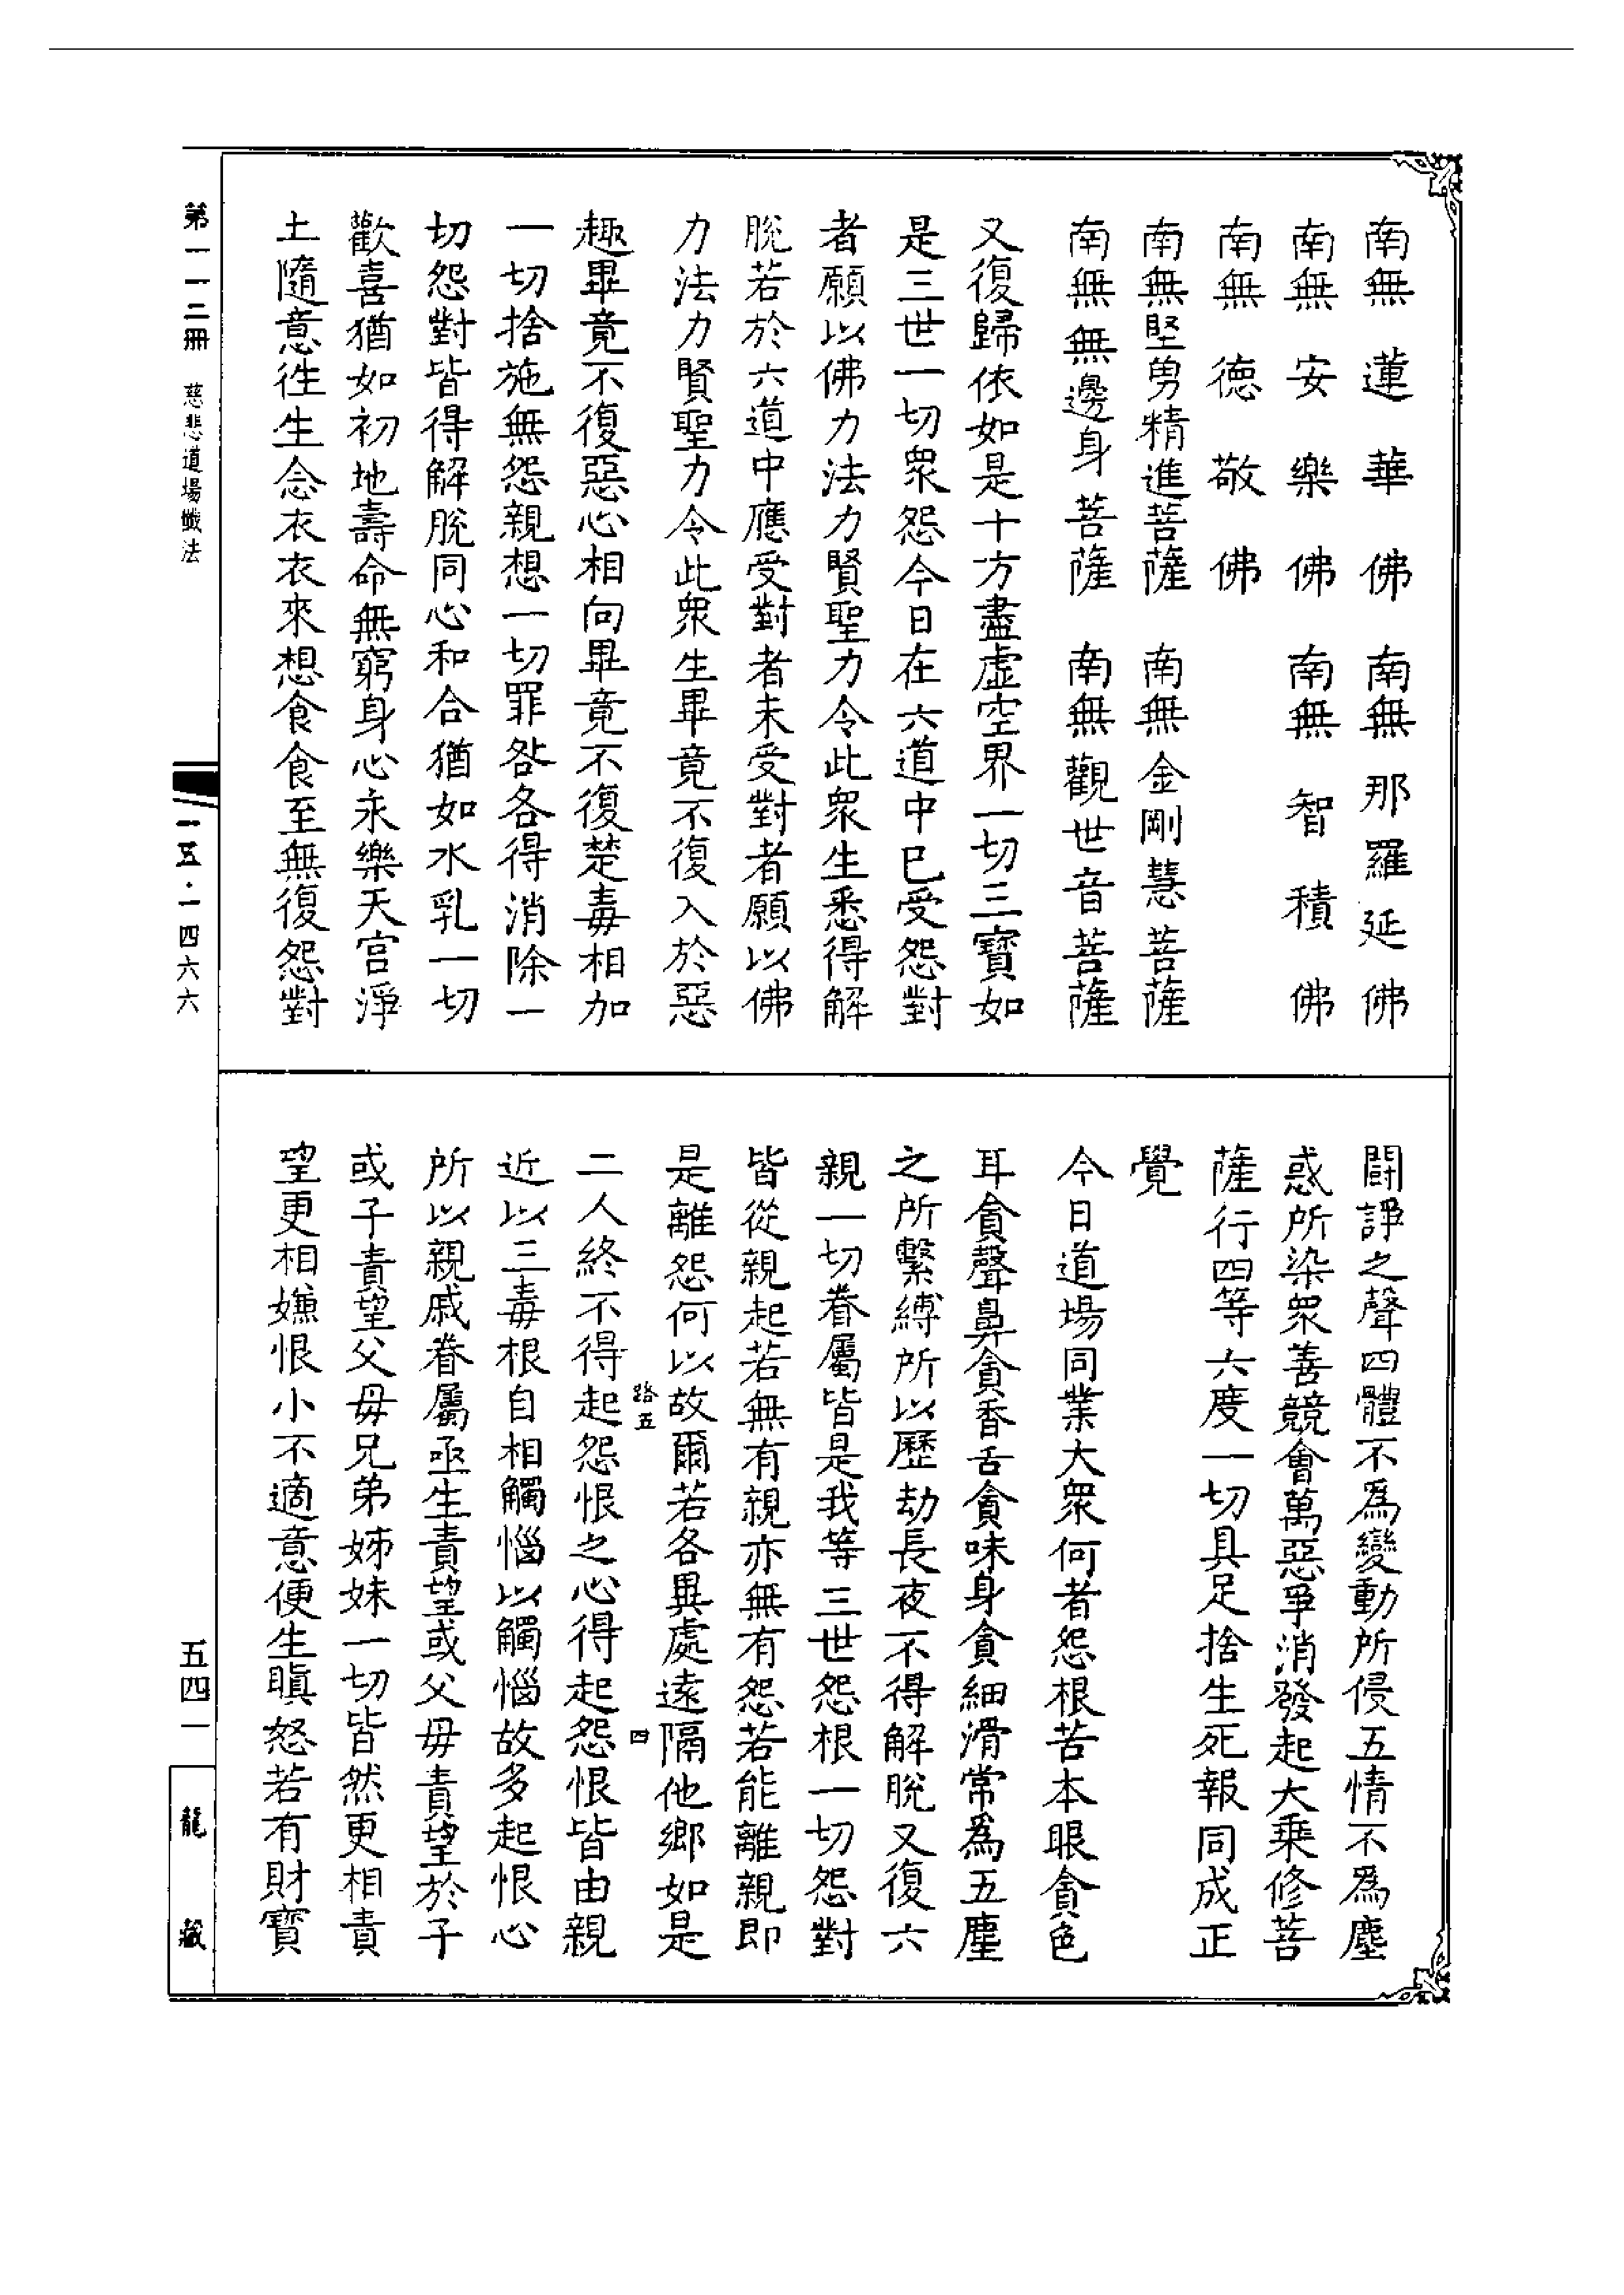 南無蓮華佛　南無那羅延佛
南無安樂佛　南無智積佛
南無德敬佛
南無堅勇精進菩薩　南無金剛慧菩薩
南無無邊身菩薩　南無觀世音菩薩
又復歸依如是十方盡虛空界一切三寶如
是三世一切衆怨今日在六道中已受怨對
者願以佛力法力賢聖力令此衆生悉得解
脫若於六道中應受對者未受對者願以佛
力法力賢聖力令此衆生畢竟不復入於惡
趣畢竟不復惡心相向畢竟不復楚毒相加
一切捨施無怨親想一切罪咎各得消除一
切怨對皆得解脫同心和合猶如水乳一切
歡喜猶如初地壽命無窮身心永樂天宮淨
土隨意徃生念衣衣來想食食至無復怨對
鬪諍之聲四體不爲變動所侵五情不爲塵
惑所染衆善競會萬惡爭消發起大乘修菩
薩行四等六度一切具足捨生死報同成正
覺
今日道場同業大衆何者怨根苦本眼貪色
耳貪聲鼻貪香舌貪味身貪細滑常爲五塵
之所繫縛所以歷劫長夜不得解脫又復六
親一切眷屬皆是我等三世怨根一切怨對
皆從親起若無有親亦無有怨若能離親即
是離怨何以故爾若各異處遠隔他鄉如是
路五　四
二人終不得起怨恨之心得起怨恨皆由親
近以三毒根自相觸惱以觸惱故多起恨心
所以親戚眷屬亟生責望或父毋責望於子
或子責望父毋兄弟姊妹一切皆然更相責
望更相嫌恨小不適意便生瞋怒若有財寶
第一一二册　慈悲道場懺法
一五·一四六六
五四一
龍藏